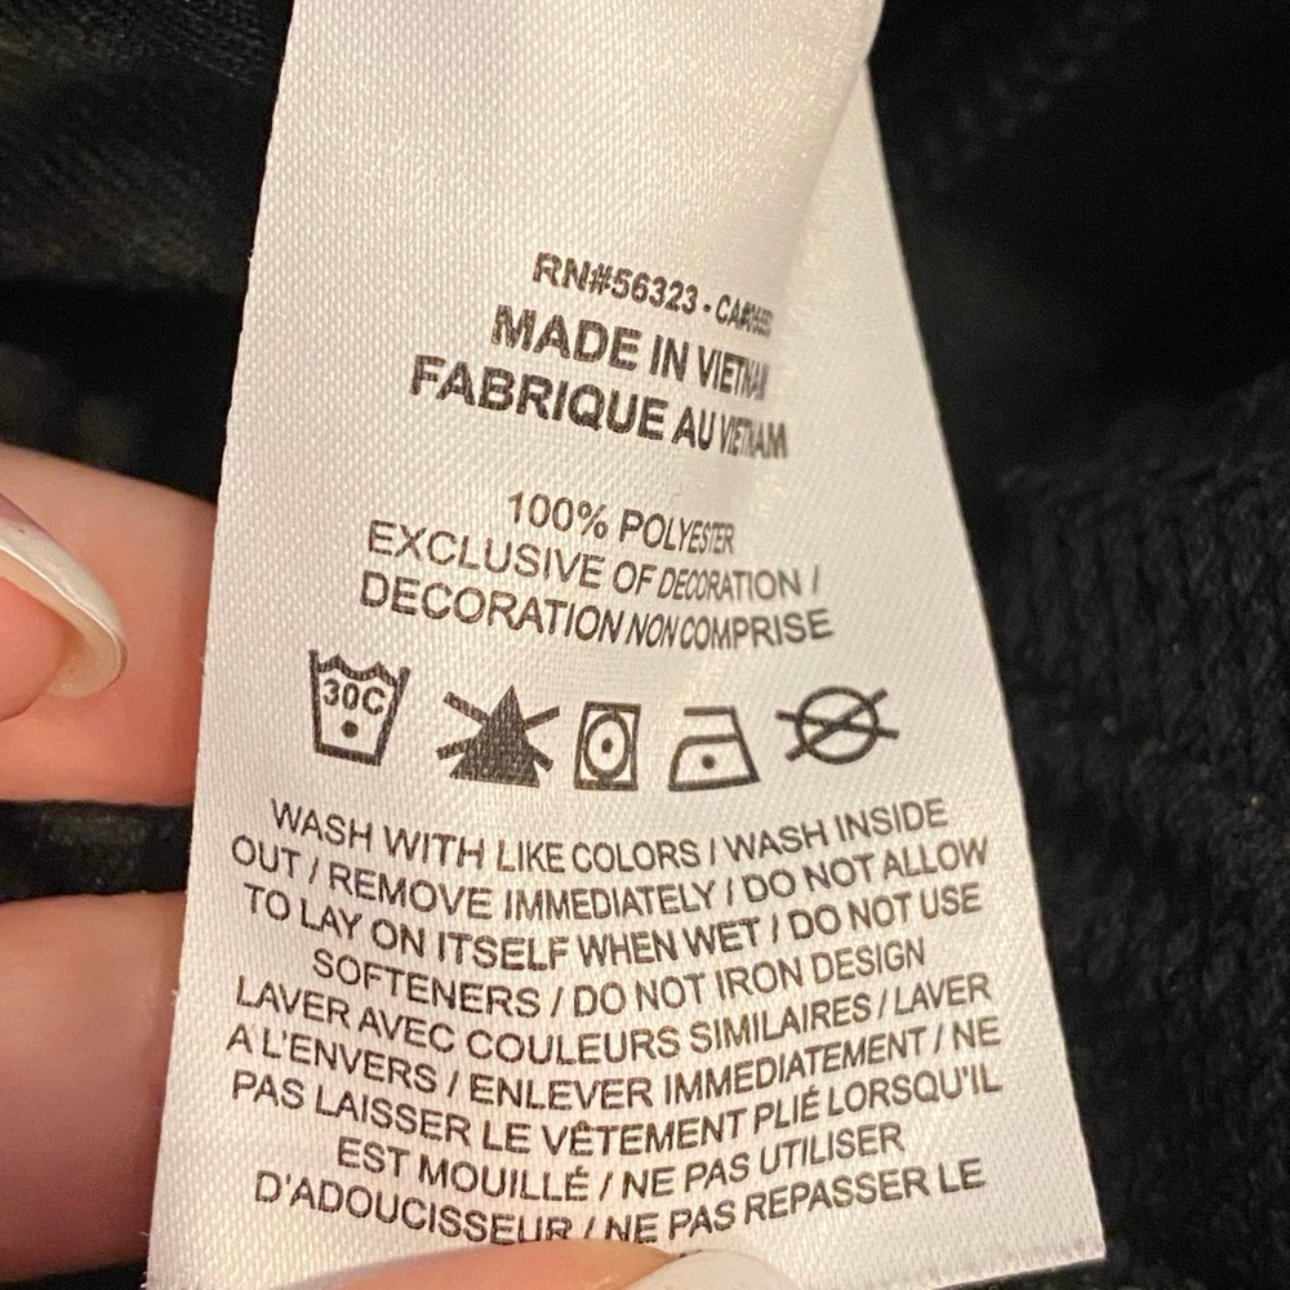 RN#56323 - CA#
MADE IN VIETNAM
FABRIQUE AU VIETNAM
100% POLYESTER
EXCLUSIVE OF DECORATION /
DECORATION NON COMPRISE
30C
WASH WITH LIKE COLORS / WASH INSIDE
OUT / REMOVE IMMEDIATELY / DO NOT ALLOW
TO LAY ON ITSELF WHEN WET / DO NOT USE
SOFTENERS / DO NOT IRON DESIGN
LAVER AVEC COULEURS SIMILAIRES / LAVER
A L'ENVERS / ENLEVER IMMEDIATEMENT / NE
PAS LAISSER LE VÊTEMENT PLIÉ LORSQU'IL
EST MOUILLÉ / NE PAS UTILISER
D'ADOUCISSEUR / NE PAS REPASSER LE